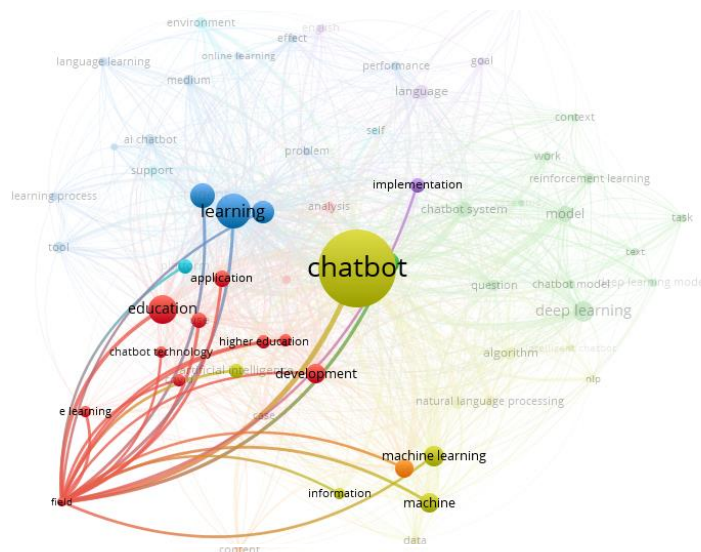 environment
english
effect
language learning
online learning
performance
goal
medium
language
context
self
ai chatbot
problem
work
support
implementation
reinforcement learning
learning process
learning
analysis
chatbot system
model
task
tool
text
chatbot
application
question
chatbot model
deep learning model
education
deep learning
higher education
chatbot technology
algorithm
artificial intelligence
development
nlp
e learning
case
natural language processing
machine learning
information
machine
field
data
content